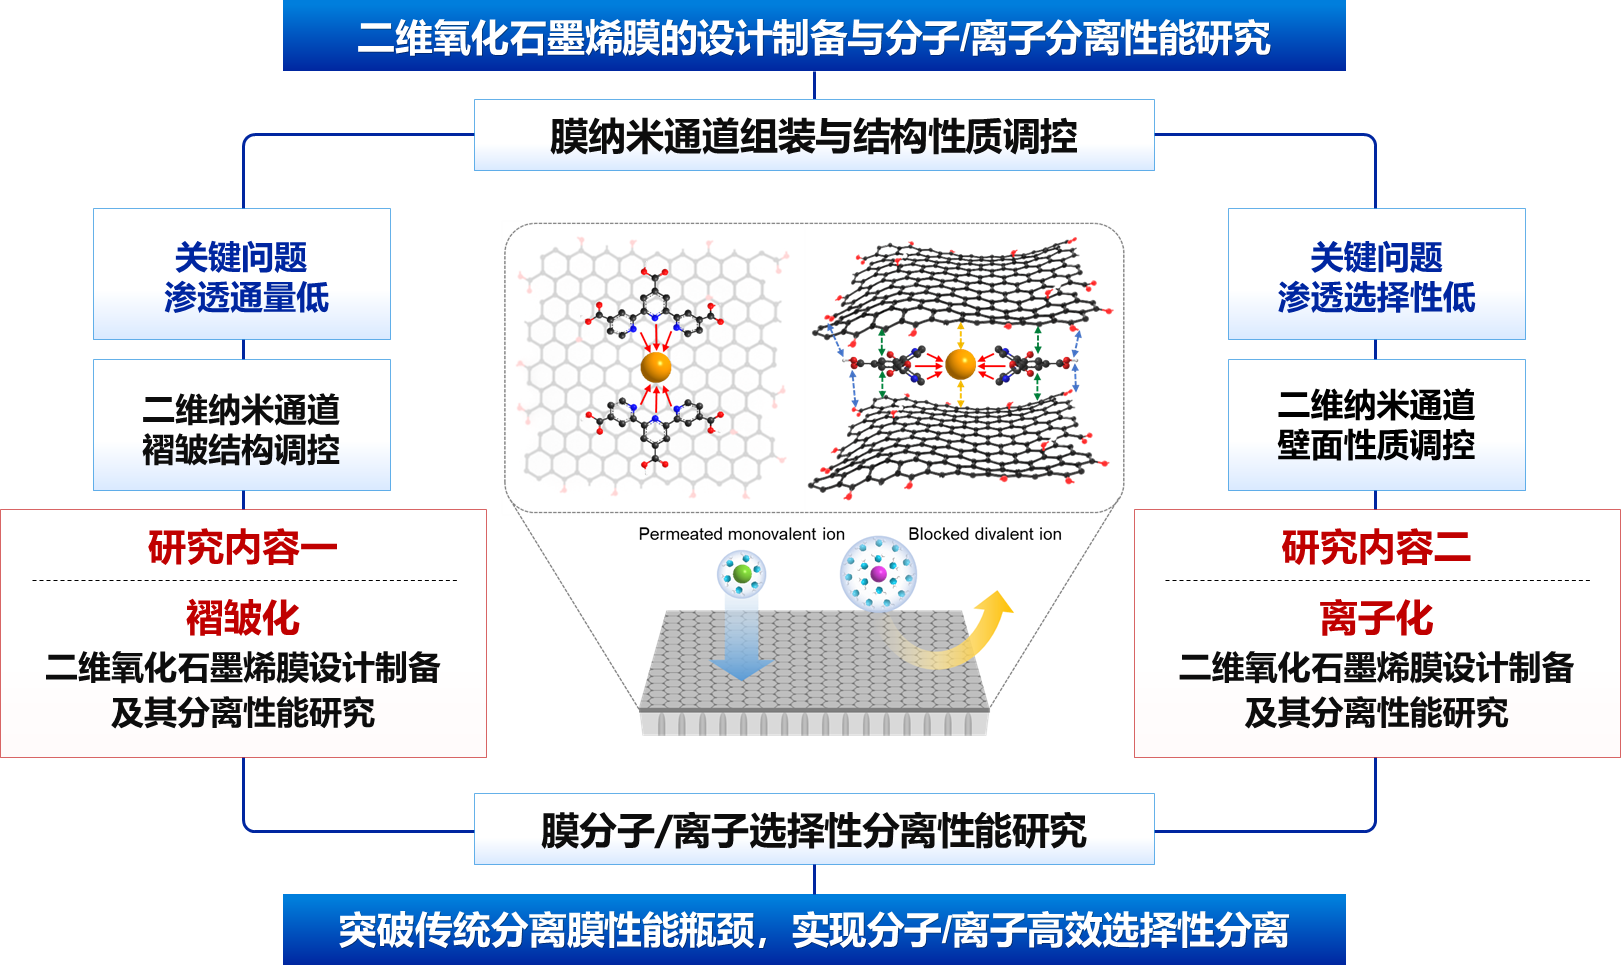 二维氧化石墨烯膜的设计制备与分子/离子分离性能研究
膜纳米通道组装与结构性质调控
关键问题
渗透通量低
二维纳米通道
褶皱结构调控
研究内容一
褶皱化
二维氧化石墨烯膜设计制备
及其分离性能研究
Permeated monovalent ion
Blocked divalent ion
关键问题
渗透选择性低
二维纳米通道
壁面性质调控
研究内容二
离子化
二维氧化石墨烯膜设计制备
及其分离性能研究
膜分子/离子选择性分离性能研究
突破传统分离膜性能瓶颈，实现分子/离子高效选择性分离